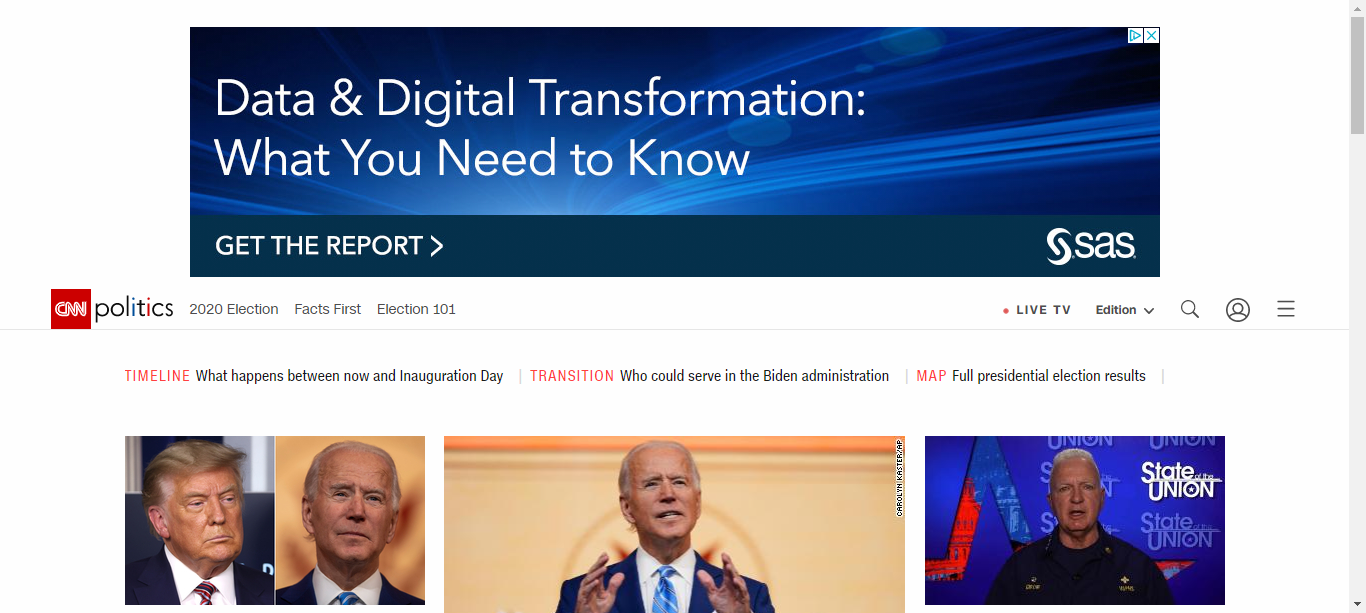 Data & Digital Transformation:
What You Need to Know
GET THE REPORT >
sas
CNN politics 2020 Election Facts First Election 101 LIVE TV Edition
TIMELINE What happens between now and Inauguration Day | TRANSITION Who could serve in the Biden administration | MAP Full presidential election results |
CAROLYN KASTER/AP
UNION UNION
State of the
UNION
State of the
UNION